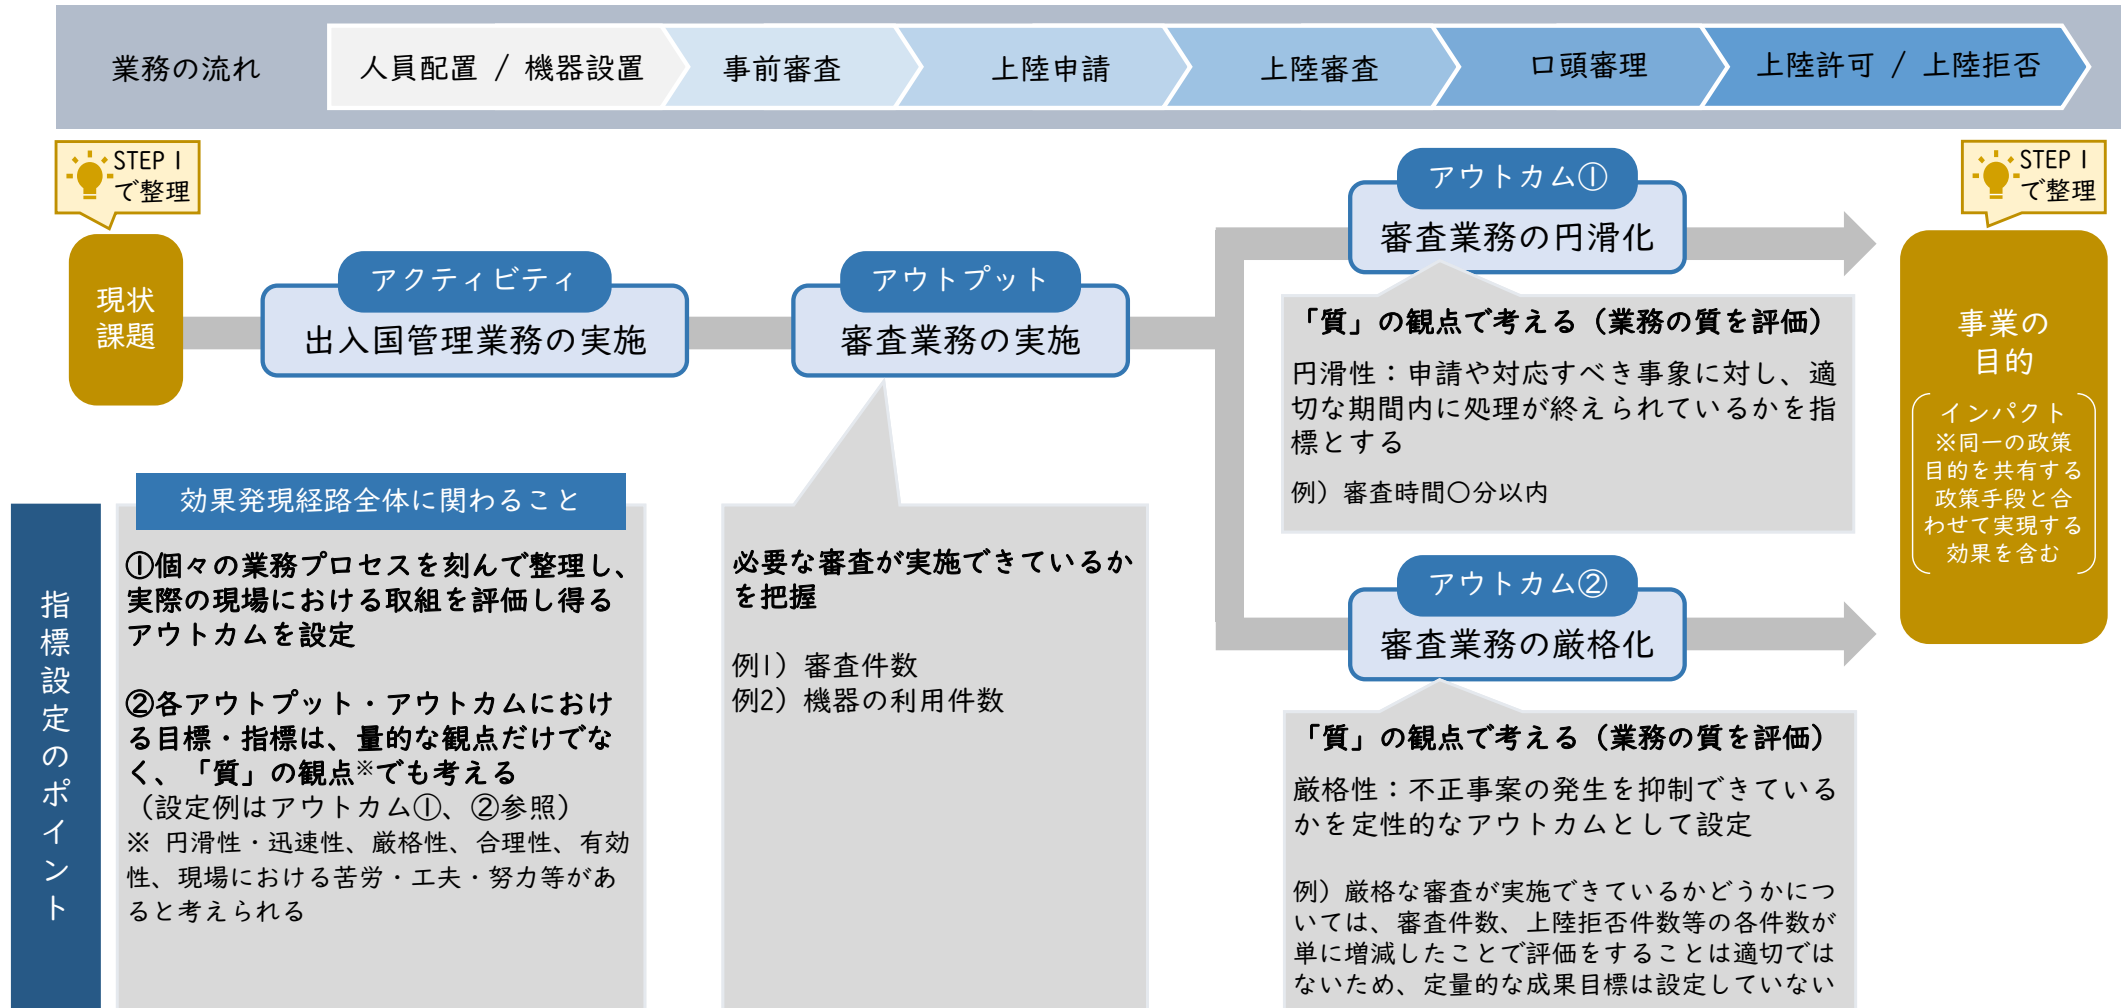 業務の流れ
人員配置 / 機器設置
事前審査
上陸申請
上陸審査
口頭審理
上陸許可 / 上陸拒否
STEP 1
で整理
STEP 1
で整理
現状
課題
アクティビティ
出入国管理業務の実施
アウトプット
審査業務の実施
アウトカム①
審査業務の円滑化
「質」の観点で考える（業務の質を評価）
円滑性：申請や対応すべき事象に対し、適
切な期間内に処理が終えられているかを指
標とする
例）審査時間〇分以内
アウトカム②
審査業務の厳格化
「質」の観点で考える（業務の質を評価）
厳格性：不正事案の発生を抑制できている
かを定性的なアウトカムとして設定
例）厳格な審査が実施できているかどうかにつ
いては、審査件数、上陸拒否件数等の各件数が
単に増減したことで評価をすることは適切では
ないため、定量的な成果目標は設定していない
事業の
目的
インパクト
※同一の政策
目的を共有する
政策手段と合
わせて実現する
効果を含む
指標設定のポイント
効果発現経路全体に関わること
①個々の業務プロセスを刻んで整理し、
実際の現場における取組を評価し得る
アウトカムを設定
②各アウトプット・アウトカムにおけ
る目標・指標は、量的な観点だけでな
く、「質」の観点※でも考える
（設定例はアウトカム①、②参照）
※ 円滑性・迅速性、厳格性、合理性、有効
性、現場における苦労・工夫・努力等があ
ると考えられる
必要な審査が実施できているか
を把握
例1）審査件数
例2）機器の利用件数